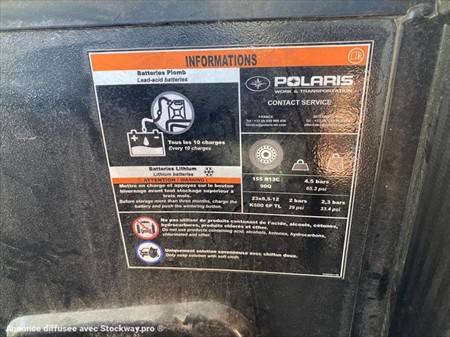 INFORMATIONS
Batteries Plomb
Lead-acid batteries
Tous les 10 charges
Every 10 charges
Batteries Lithium
Lithium batteries
ATTENTION / WARNING !
Mettre en charge et appuyez sur le bouton
hivernage avant tout stockage supérieur à
trois mois.
Before storage more than three months, charge the
battery and push the wintering button.
POLARIS
WORK & TRANSPORTATION
CONTACT SERVICE
FRANCE
155 R13C
90Q
4,5 bars
65.3 psi
23x8,5-12
K500 6P TL
2 bars
29 psi
2,3 bars
33.4 psi
Ne pas utiliser de produits contenant de l'acide, alcools, cétones,
hydrocarbures, produits chlorés et éther.
Do not use products containing acid, alcohols, ketones, hydrocarbons,
chlorinated and ether.
Uniquement solution savonneuse avec chiffon doux.
Only soap solution with soft cloth.
Annonce diffusée avec Stockway.pro ®